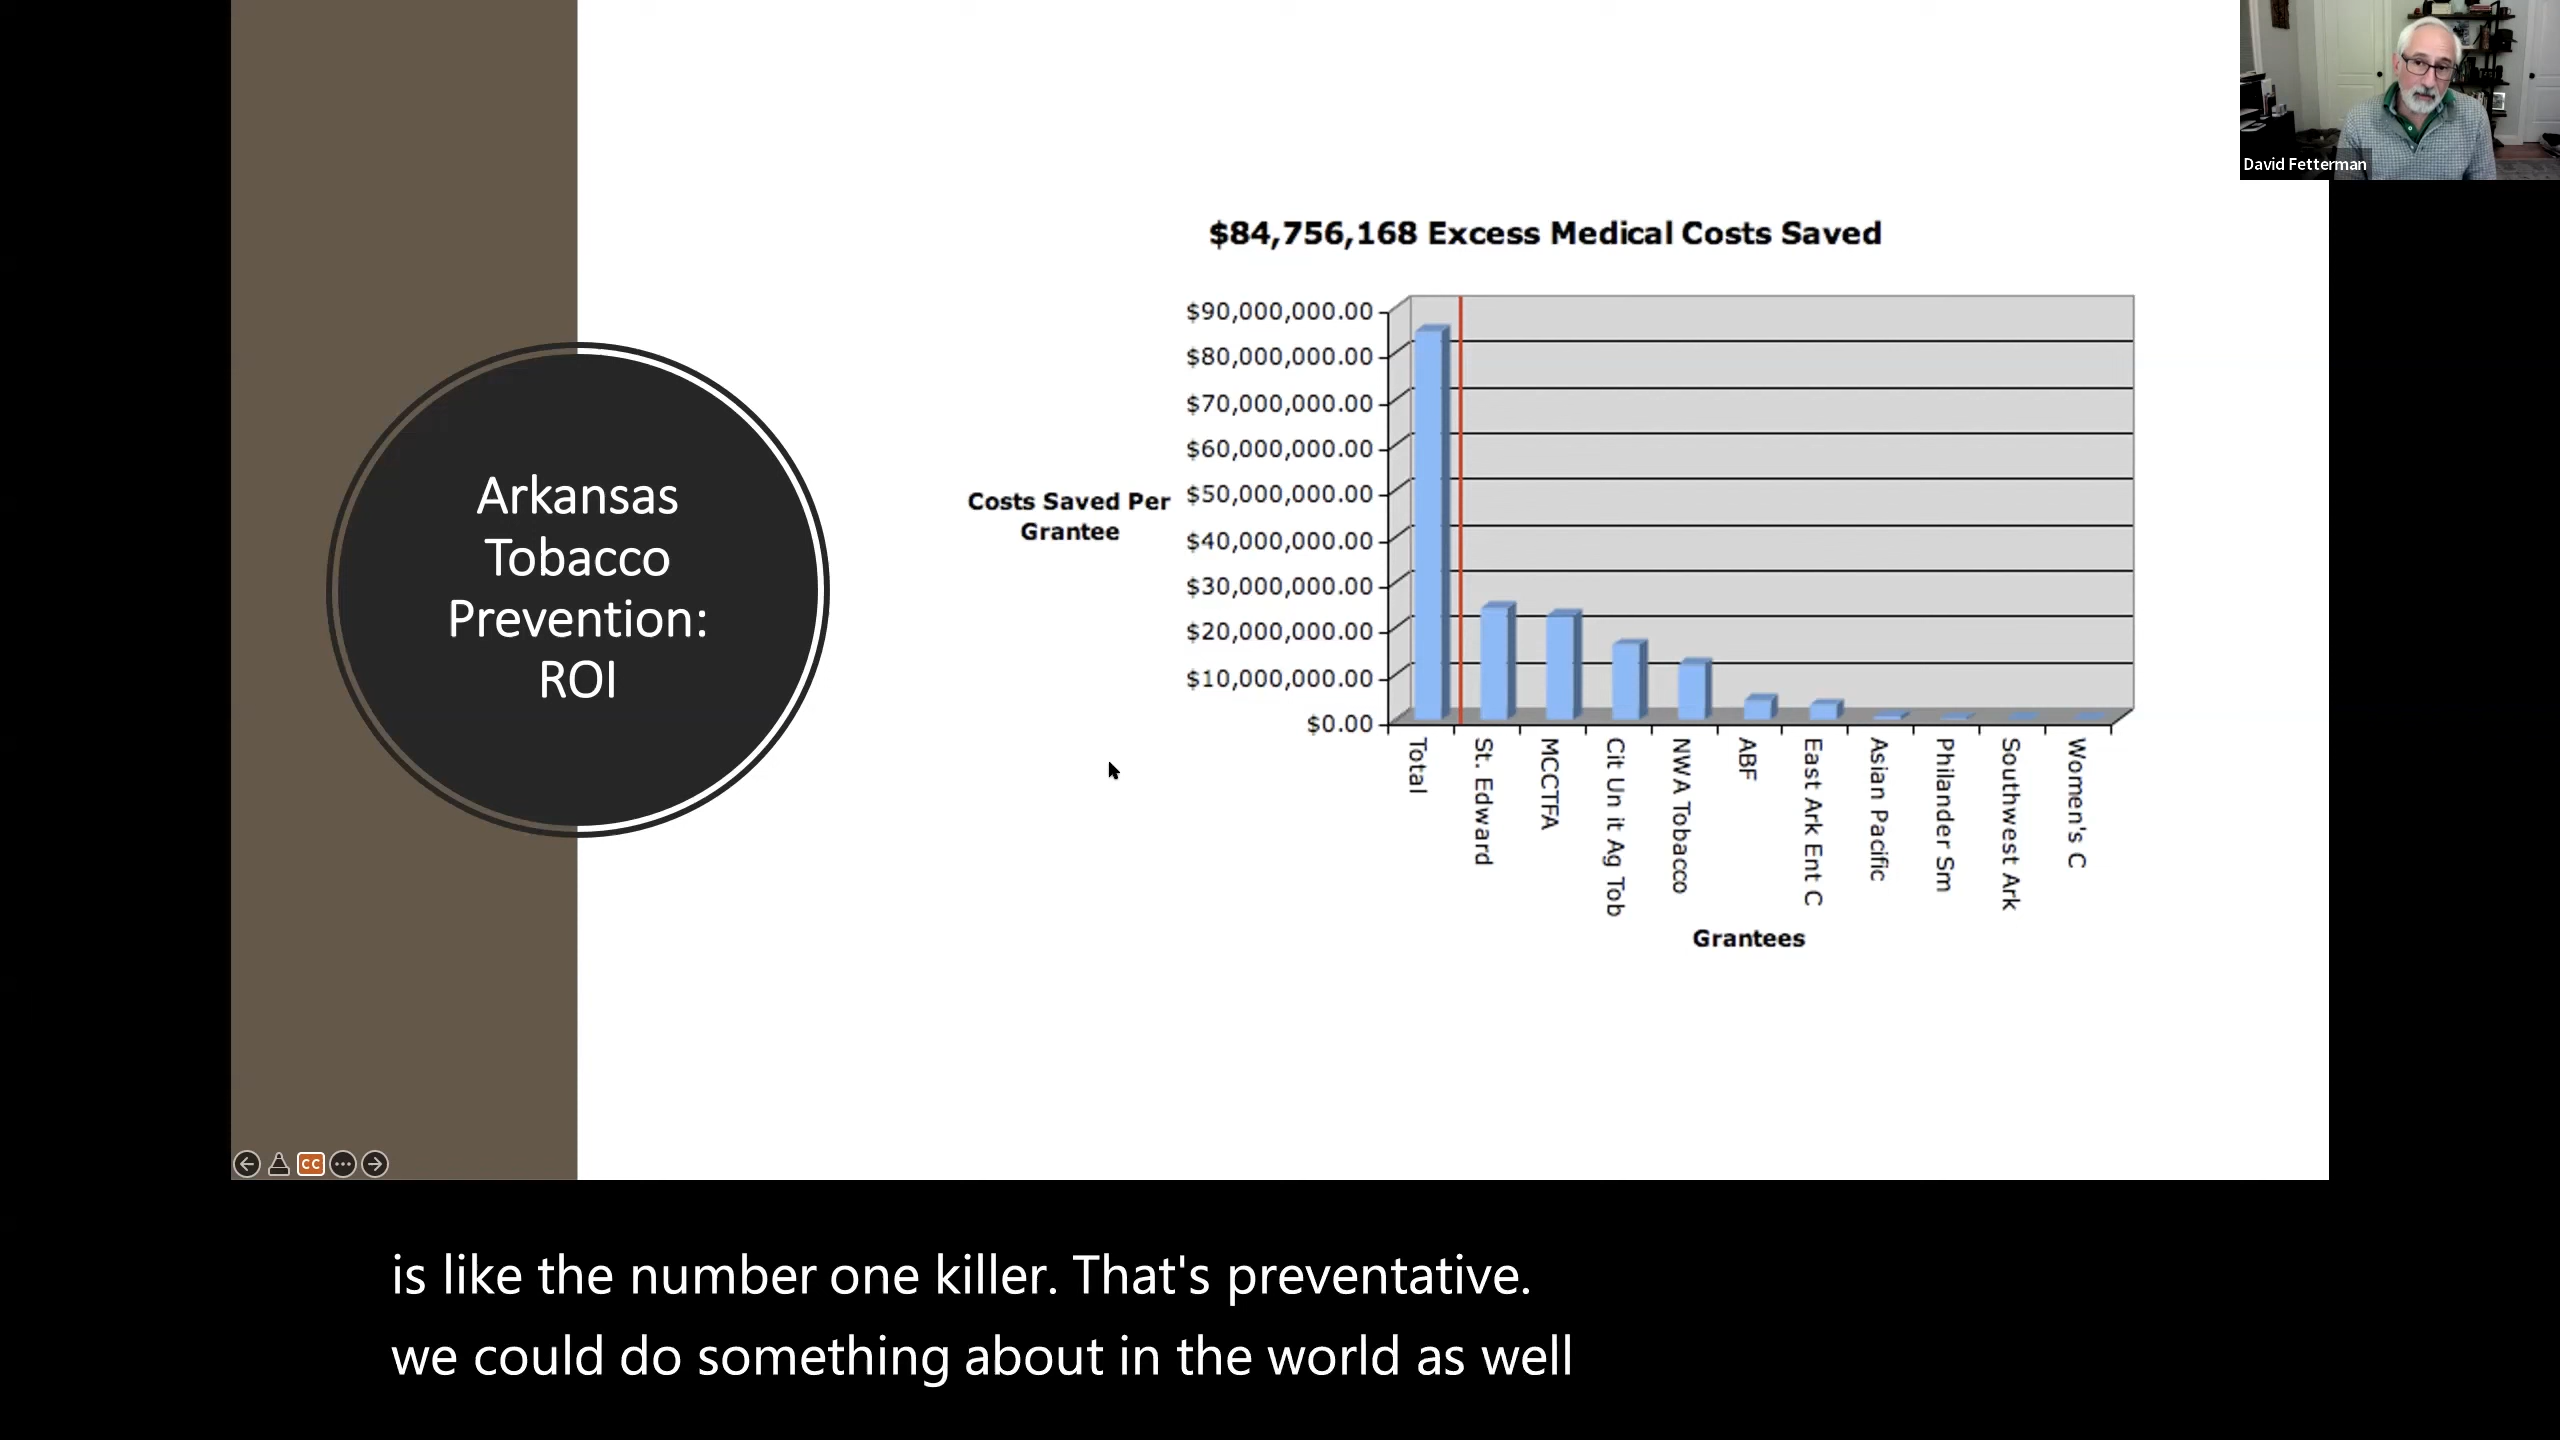 David Fetterman
$84,756,168 Excess Medical Costs Saved
Arkansas
Tobacco
Prevention:
ROI
Costs Saved Per
Grantee
$90,000,000.00
$80,000,000.00
$70,000,000.00
$60,000,000.00
$50,000,000.00
$40,000,000.00
$30,000,000.00
$20,000,000.00
$10,000,000.00
$0.00
Total
St. Edward
MCCTFA
Cit Un it Ag Tob
NWA Tobacco
ABF
East Ark Ent C
Asian Pacific
Philander Sm
Southwest Ark
Women's C
Grantees
CC
is like the number one killer. That's preventative.
we could do something about in the world as well